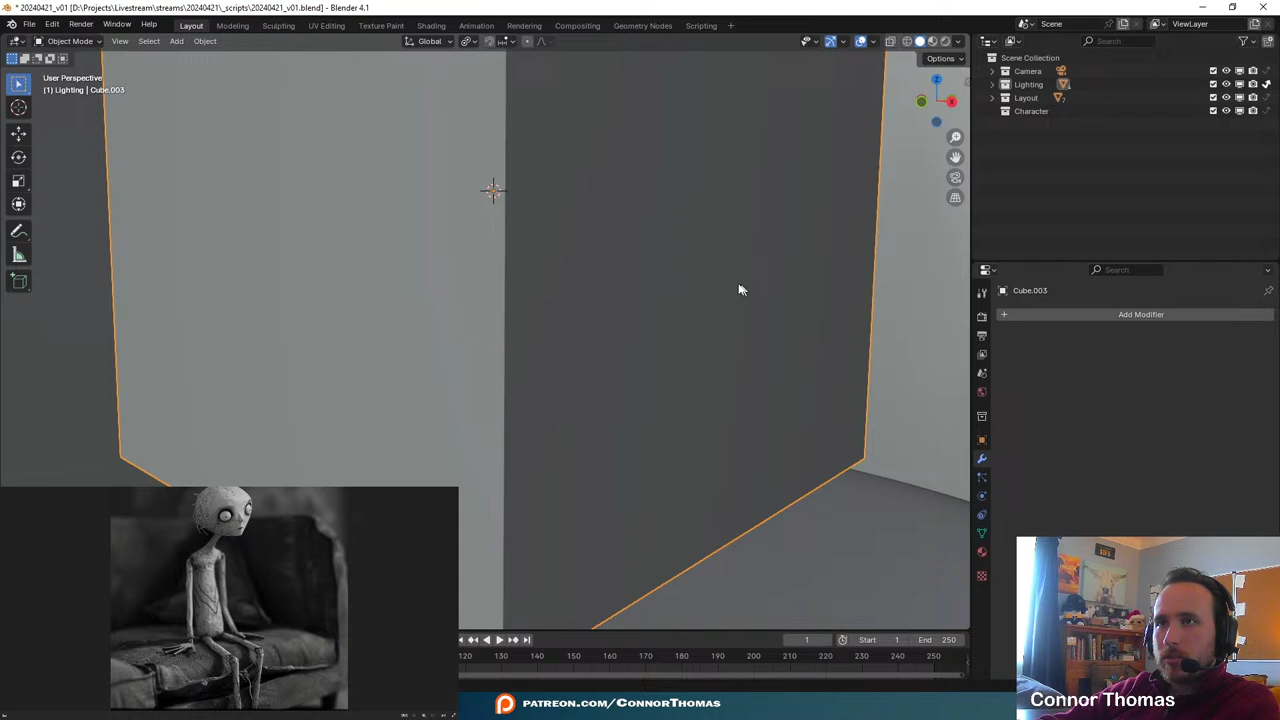 * 20240421_v01 [D:\Projects\Livestream\streams\20240421\_scripts\20240421_v01.blend] - Blender 4.1
File Edit Render Window Help Layout Modeling Sculpting UV Editing Texture Paint Shading Animation Rendering Compositing Geometry Nodes Scripting + Scene ViewLayer
Object Mode View Select Add Object Global Search
Options
User Perspective
(1) Lighting | Cube.003
Scene Collection
Camera
Lighting
Layout
Character
Z
X
Search
Cube.003
+ Add Modifier
1 Start 1 End 250
120 130 140 150 160 170 180 190 200 210 220 230 240 250
PATREON.COM/CONNORTHOMAS
Connor Thomas